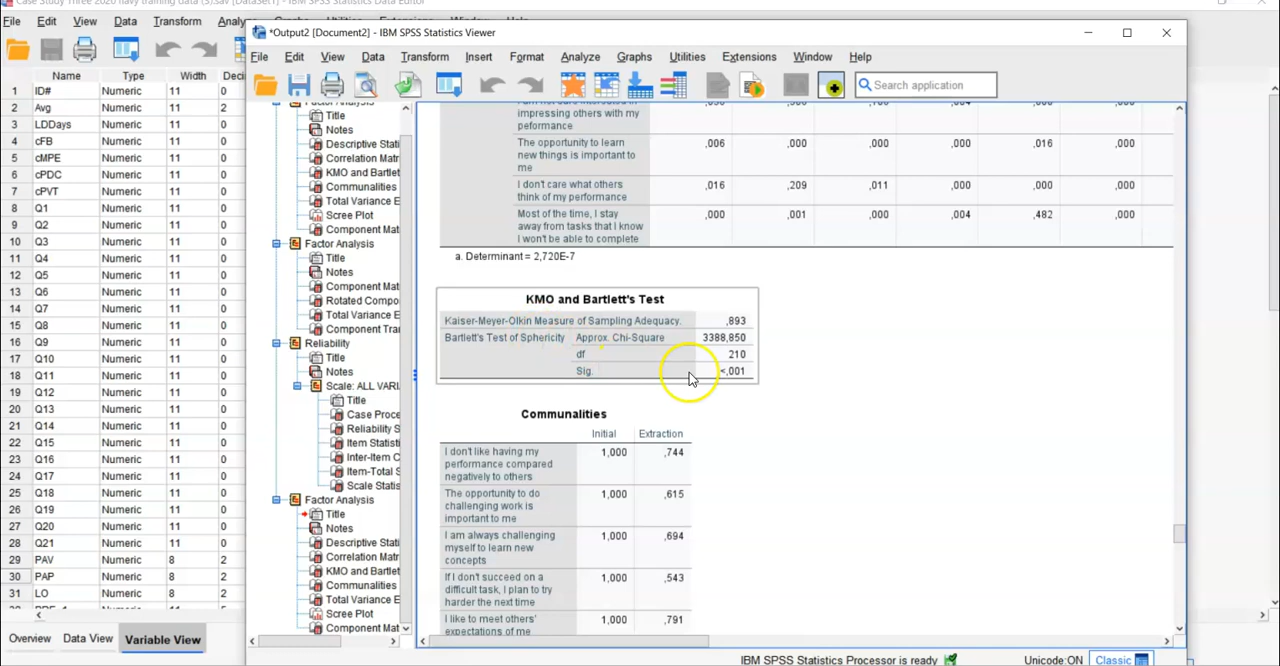 Case Study Three 2020 navy training data (3).sav [DataSet1] - IBM SPSS Statistics Data Editor
File Edit View Data Transform Analy
Name Type Width Deci
1 ID# Numeric 11 0
2 Avg Numeric 11 2
3 LDDays Numeric 11 0
4 cFB Numeric 11 0
5 cMPE Numeric 11 0
6 cPDC Numeric 11 0
7 cPVT Numeric 11 0
8 Q1 Numeric 11 0
9 Q2 Numeric 11 0
10 Q3 Numeric 11 0
11 Q4 Numeric 11 0
12 Q5 Numeric 11 0
13 Q6 Numeric 11 0
14 Q7 Numeric 11 0
15 Q8 Numeric 11 0
16 Q9 Numeric 11 0
17 Q10 Numeric 11 0
18 Q11 Numeric 11 0
19 Q12 Numeric 11 0
20 Q13 Numeric 11 0
21 Q14 Numeric 11 0
22 Q15 Numeric 11 0
23 Q16 Numeric 11 0
24 Q17 Numeric 11 0
25 Q18 Numeric 11 0
26 Q19 Numeric 11 0
27 Q20 Numeric 11 0
28 Q21 Numeric 11 0
29 PAV Numeric 8 2
30 PAP Numeric 8 2
31 LO Numeric 8 2
Overview Data View Variable View
*Output2 [Document2] - IBM SPSS Statistics Viewer
File Edit View Data Transform Insert Format Analyze Graphs Utilities Extensions Window Help
Search application
Factor Analysis
Title
Notes
Descriptive Stati
Correlation Matr
KMO and Bartlet
Communalities
Total Variance E
Scree Plot
Component Mat
Factor Analysis
Title
Notes
Component Mat
Rotated Compo
Total Variance E
Component Tran
Reliability
Title
Notes
Scale: ALL VARI
Title
Case Proce
Reliability S
Item Statisti
Inter-Item C
Item-Total S
Scale Statis
Factor Analysis
Title
Notes
Descriptive Stati
Correlation Matr
KMO and Bartlet
Communalities
Total Variance E
Scree Plot
Component Mat
impressing others with my
peformance
The opportunity to learn ,006 ,000 ,000 ,000 ,016 ,000
new things is important to
me
I don't care what others ,016 ,209 ,011 ,000 ,000 ,000
think of my performance
Most of the time, I stay ,000 ,001 ,000 ,004 ,482 ,000
away from tasks that I know
I won't be able to complete
a. Determinant = 2,720E-7
KMO and Bartlett's Test
Kaiser-Meyer-Olkin Measure of Sampling Adequacy. ,893
Bartlett's Test of Sphericity Approx. Chi-Square 3388,850
df 210
Sig. <,001
Communalities
Initial Extraction
I don't like having my 1,000 ,744
performance compared
negatively to others
The opportunity to do 1,000 ,615
challenging work is
important to me
I am always challenging 1,000 ,694
myself to learn new
concepts
If I don't succeed on a 1,000 ,543
difficult task, I plan to try
harder the next time
I like to meet others' 1,000 ,791
expectations of me
IBM SPSS Statistics Processor is ready Unicode:ON Classic